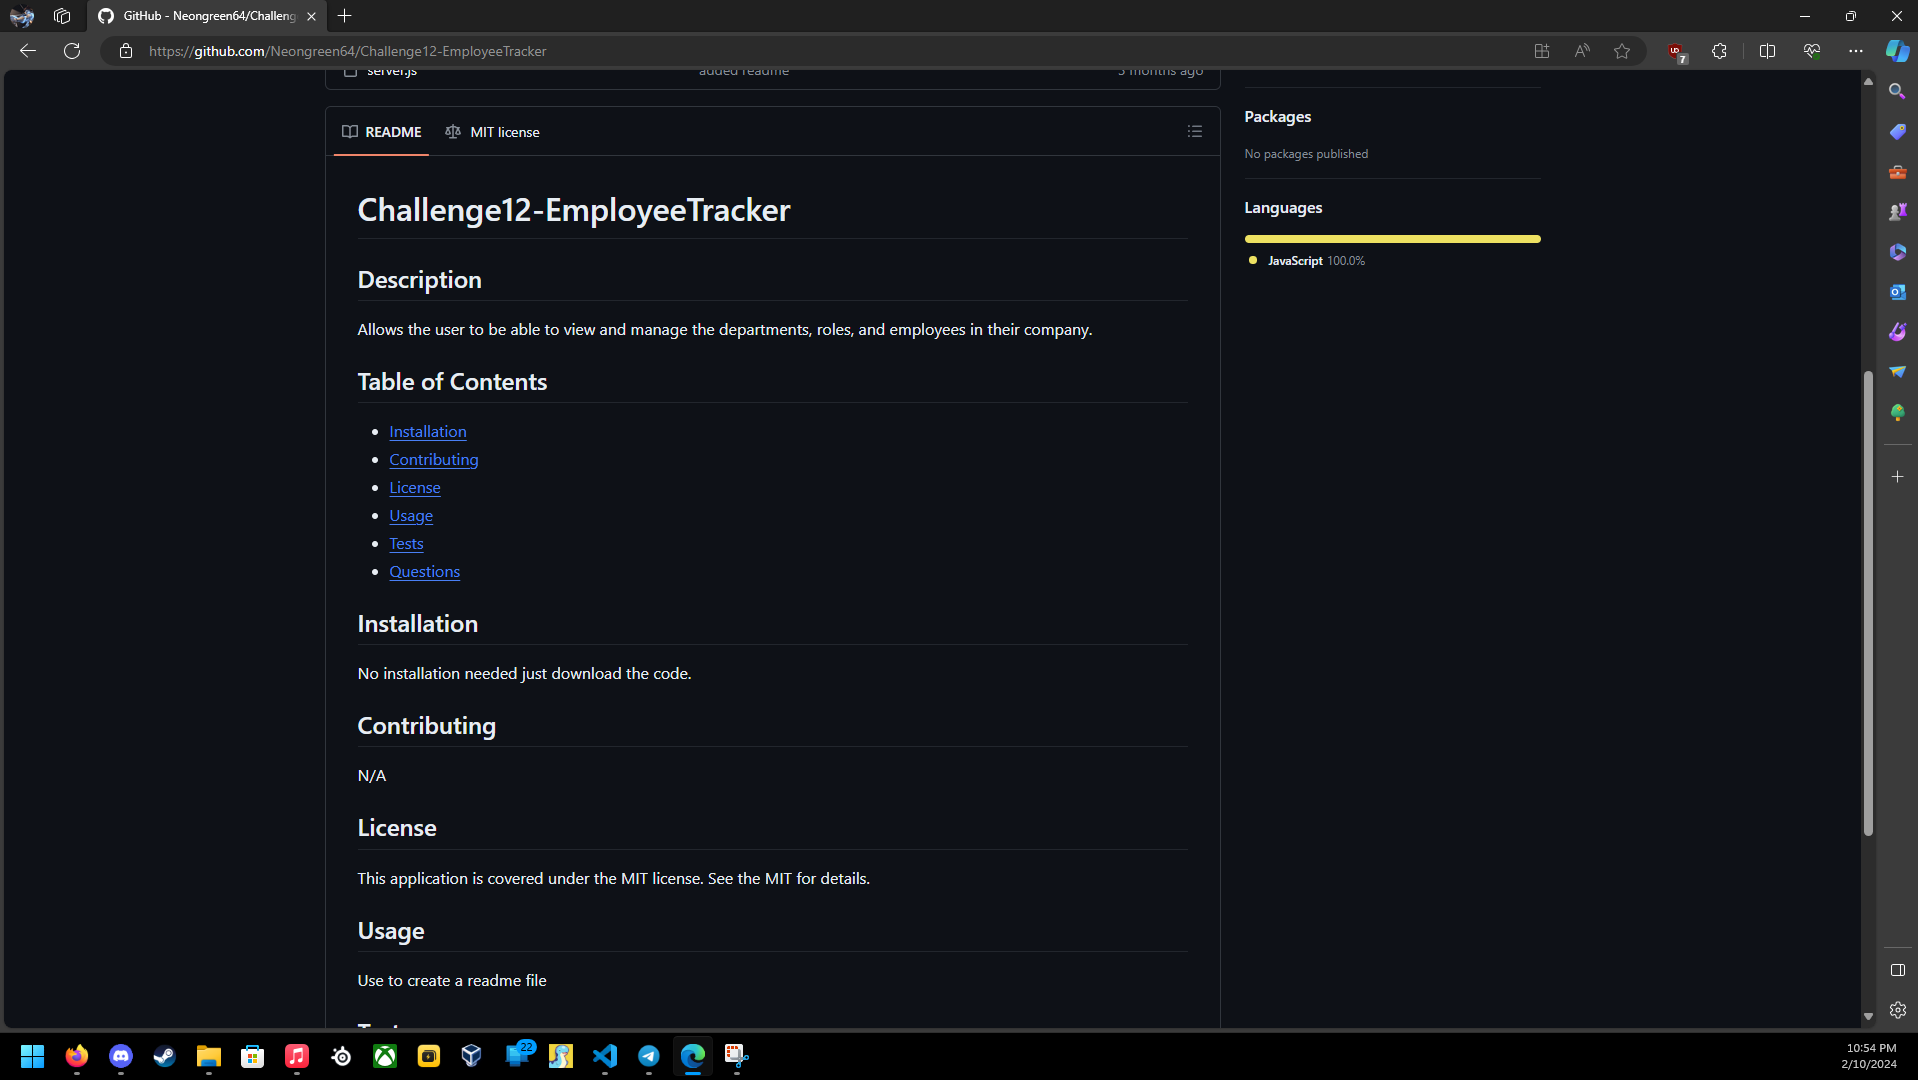 GitHub - Neongreen64/Challeng
https://github.com/Neongreen64/Challenge12-EmployeeTracker
7
server.js added readme 3 months ago
README MIT license
Challenge12-EmployeeTracker
Description
Allows the user to be able to view and manage the departments, roles, and employees in their company.
Table of Contents
Installation
Contributing
License
Usage
Tests
Questions
Installation
No installation needed just download the code.
Contributing
N/A
License
This application is covered under the MIT license. See the MIT for details.
Usage
Use to create a readme file
Packages
No packages published
Languages
JavaScript 100.0%
22
10:54 PM
2/10/2024